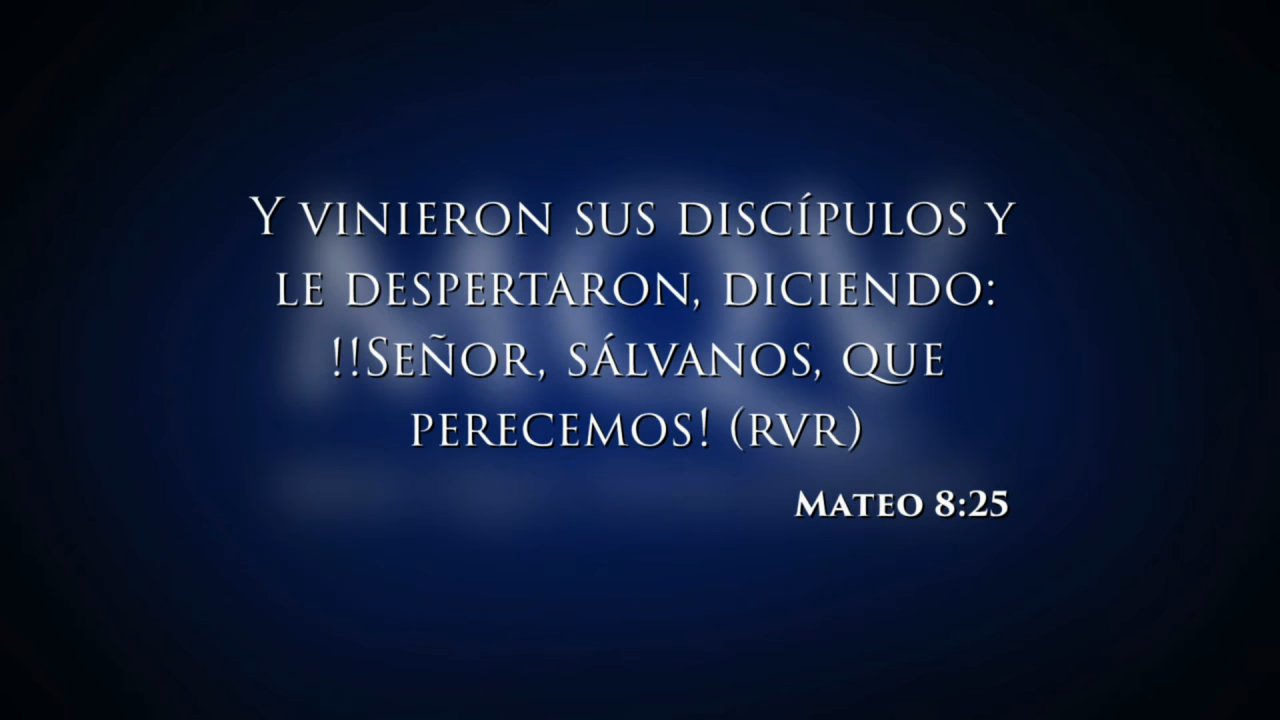 Y vinieron sus discípulos y
le despertaron, diciendo:
!!Señor, sálvanos, que
perecemos! (rvr)
Mateo 8:25